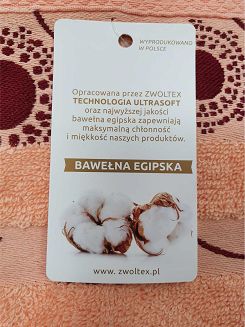 WYPRODUKOWANO
W POLSCE
Opracowana przez ZWOLTEX
TECHNOLOGIA ULTRASOFT
oraz najwyższej jakości
bawełna egipska zapewniają
maksymalną chłonność
i miękkość naszych produktów.
BAWEŁNA EGIPSKA
www.zwoltex.pl